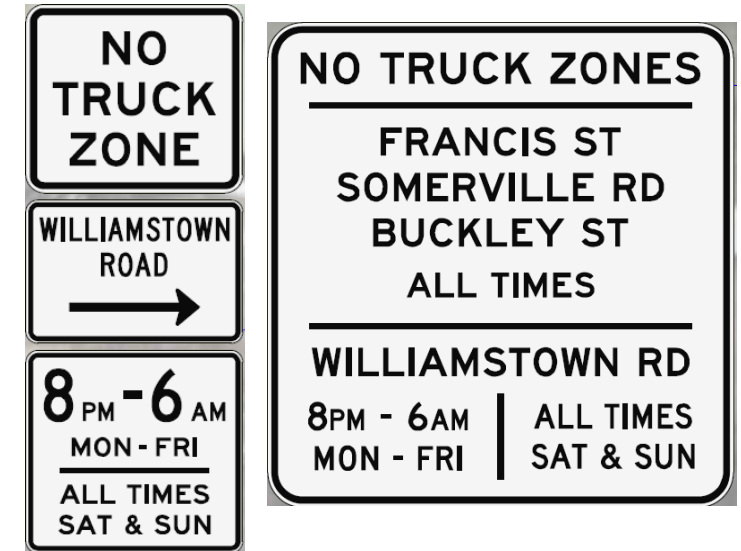 NO
TRUCK
ZONE
WILLIAMSTOWN
ROAD
8PM - 6AM
MON - FRI
ALL TIMES
SAT & SUN
NO TRUCK ZONES
FRANCIS ST
SOMERVILLE RD
BUCKLEY ST
ALL TIMES
WILLIAMSTOWN RD
8PM - 6AM
MON - FRI
ALL TIMES
SAT & SUN